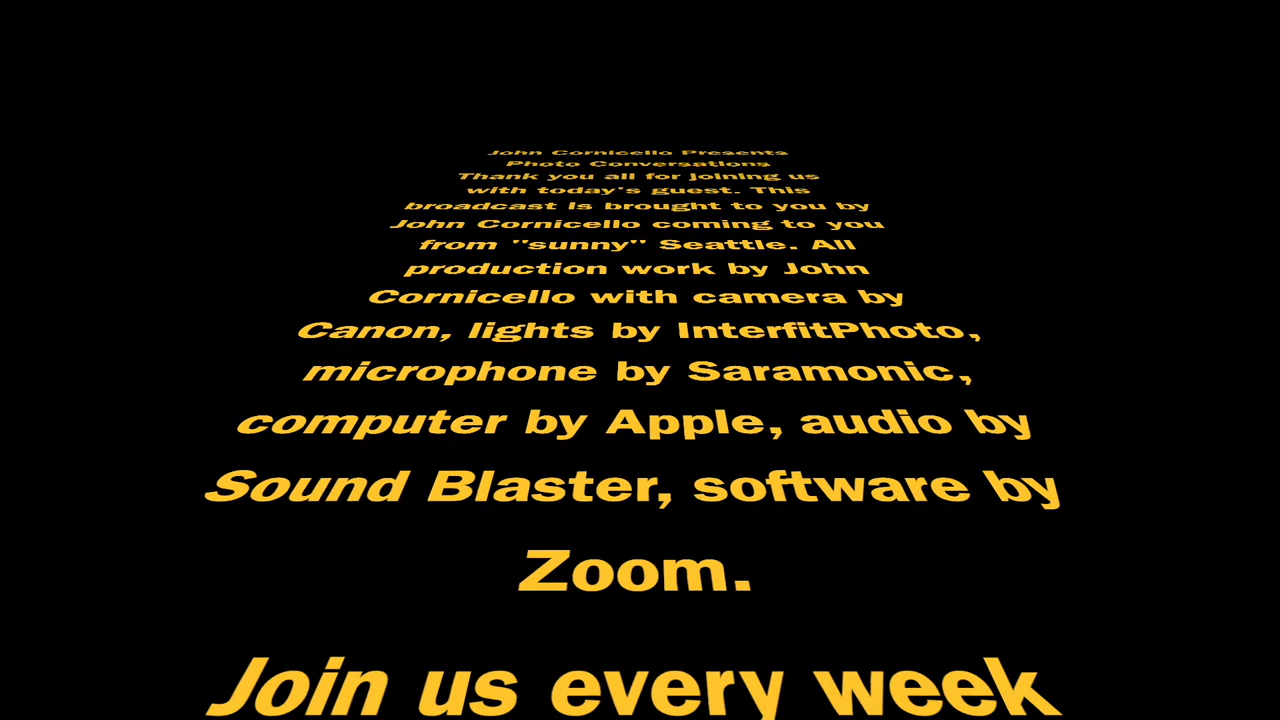 John Cornicello Presents
Photo Conversations
Thank you all for joining us
with today's guest. This
broadcast is brought to you by
John Cornicello coming to you
from "sunny" Seattle. All
production work by John
Cornicello with camera by
Canon, lights by InterfitPhoto,
microphone by Saramonic,
computer by Apple, audio by
Sound Blaster, software by
Zoom.
Join us every week